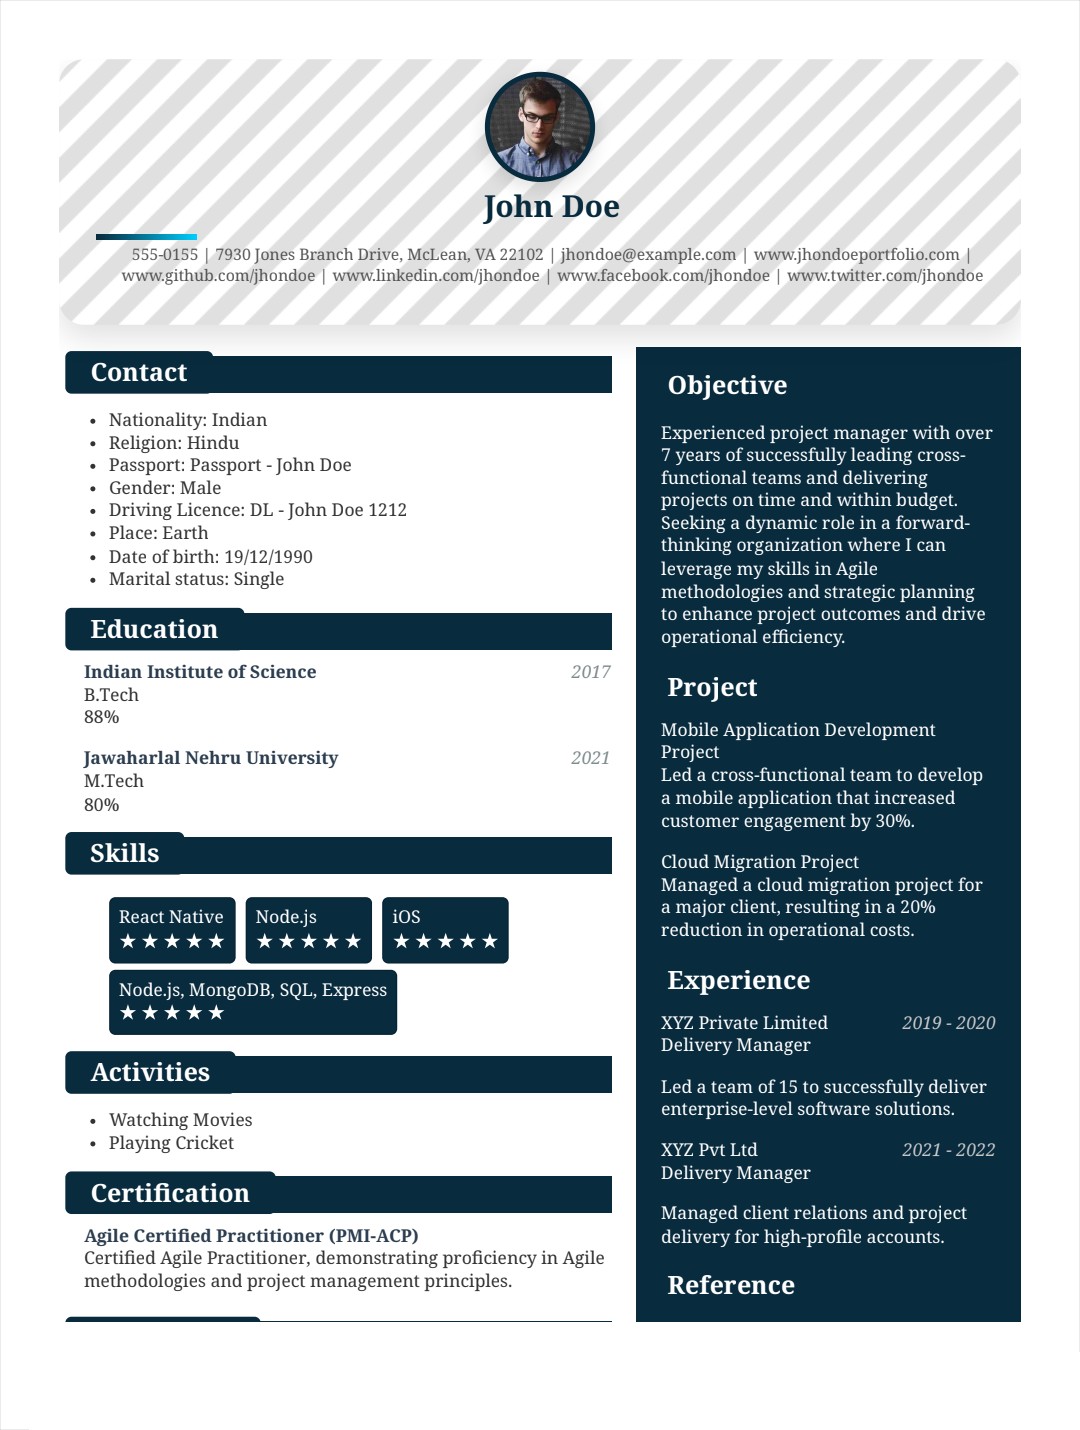 John Doe
555-0155 | 7930 Jones Branch Drive, McLean, VA 22102 | jhondoe@example.com | www.jhondoeportfolio.com |
www.github.com/jhondoe | www.linkedin.com/jhondoe | www.facebook.com/jhondoe | www.twitter.com/jhondoe
Contact
• Nationality: Indian
• Religion: Hindu
• Passport: Passport - John Doe
• Gender: Male
• Driving Licence: DL - John Doe 1212
• Place: Earth
• Date of birth: 19/12/1990
• Marital status: Single
Education
Indian Institute of Science 2017
B.Tech
88%
Jawaharlal Nehru University 2021
M.Tech
80%
Skills
React Native Node.js iOS
★★★★★ ★★★★★ ★★★★★
Node.js, MongoDB, SQL, Express
★★★★★
Activities
• Watching Movies
• Playing Cricket
Certification
Agile Certified Practitioner (PMI-ACP)
Certified Agile Practitioner, demonstrating proficiency in Agile
methodologies and project management principles.
Objective
Experienced project manager with over
7 years of successfully leading cross-
functional teams and delivering
projects on time and within budget.
Seeking a dynamic role in a forward-
thinking organization where I can
leverage my skills in Agile
methodologies and strategic planning
to enhance project outcomes and drive
operational efficiency.
Project
Mobile Application Development
Project
Led a cross-functional team to develop
a mobile application that increased
customer engagement by 30%.
Cloud Migration Project
Managed a cloud migration project for
a major client, resulting in a 20%
reduction in operational costs.
Experience
XYZ Private Limited 2019 - 2020
Delivery Manager
Led a team of 15 to successfully deliver
enterprise-level software solutions.
XYZ Pvt Ltd 2021 - 2022
Delivery Manager
Managed client relations and project
delivery for high-profile accounts.
Reference